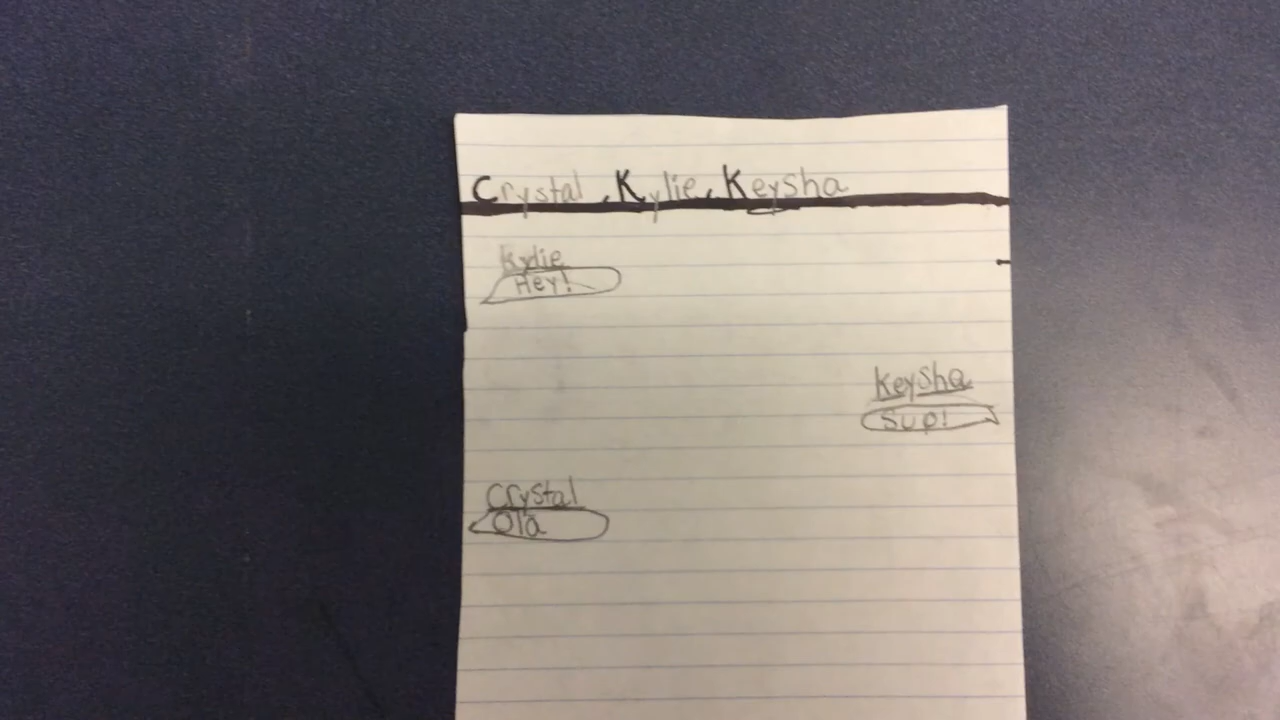 Crystal, Kylie, Keysha
Kylie
Hey!
Keysha
Sup!
Crystal
Ola